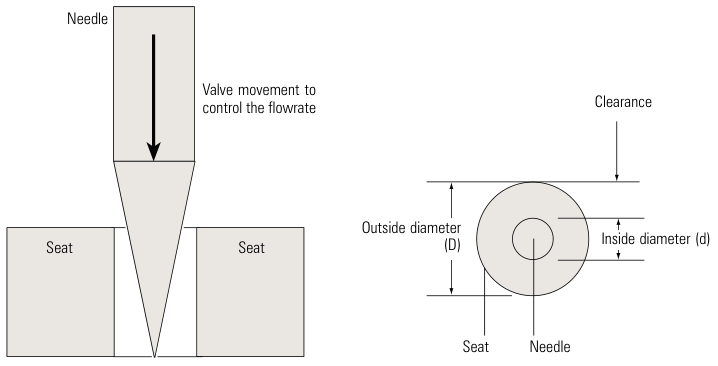 Needle
Valve movement to
control the flowrate
Seat
Seat
Clearance
Outside diameter
(D)
Inside diameter (d)
Seat
Needle